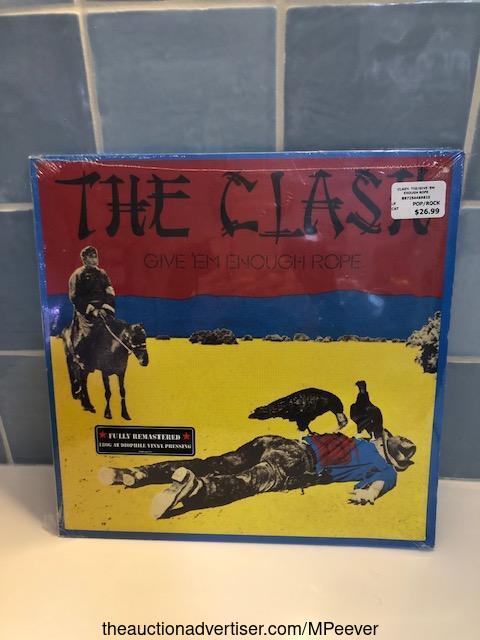 THE CLASH
GIVE 'EM ENOUGH ROPE
CLASH, THE/GIVE 'EM
ENOUGH ROPE
POP/ROCK
$26.99
FULLY REMASTERED
180G AUDIOPHILE VINYL PRESSING
theauctionadvertiser.com/MPeever